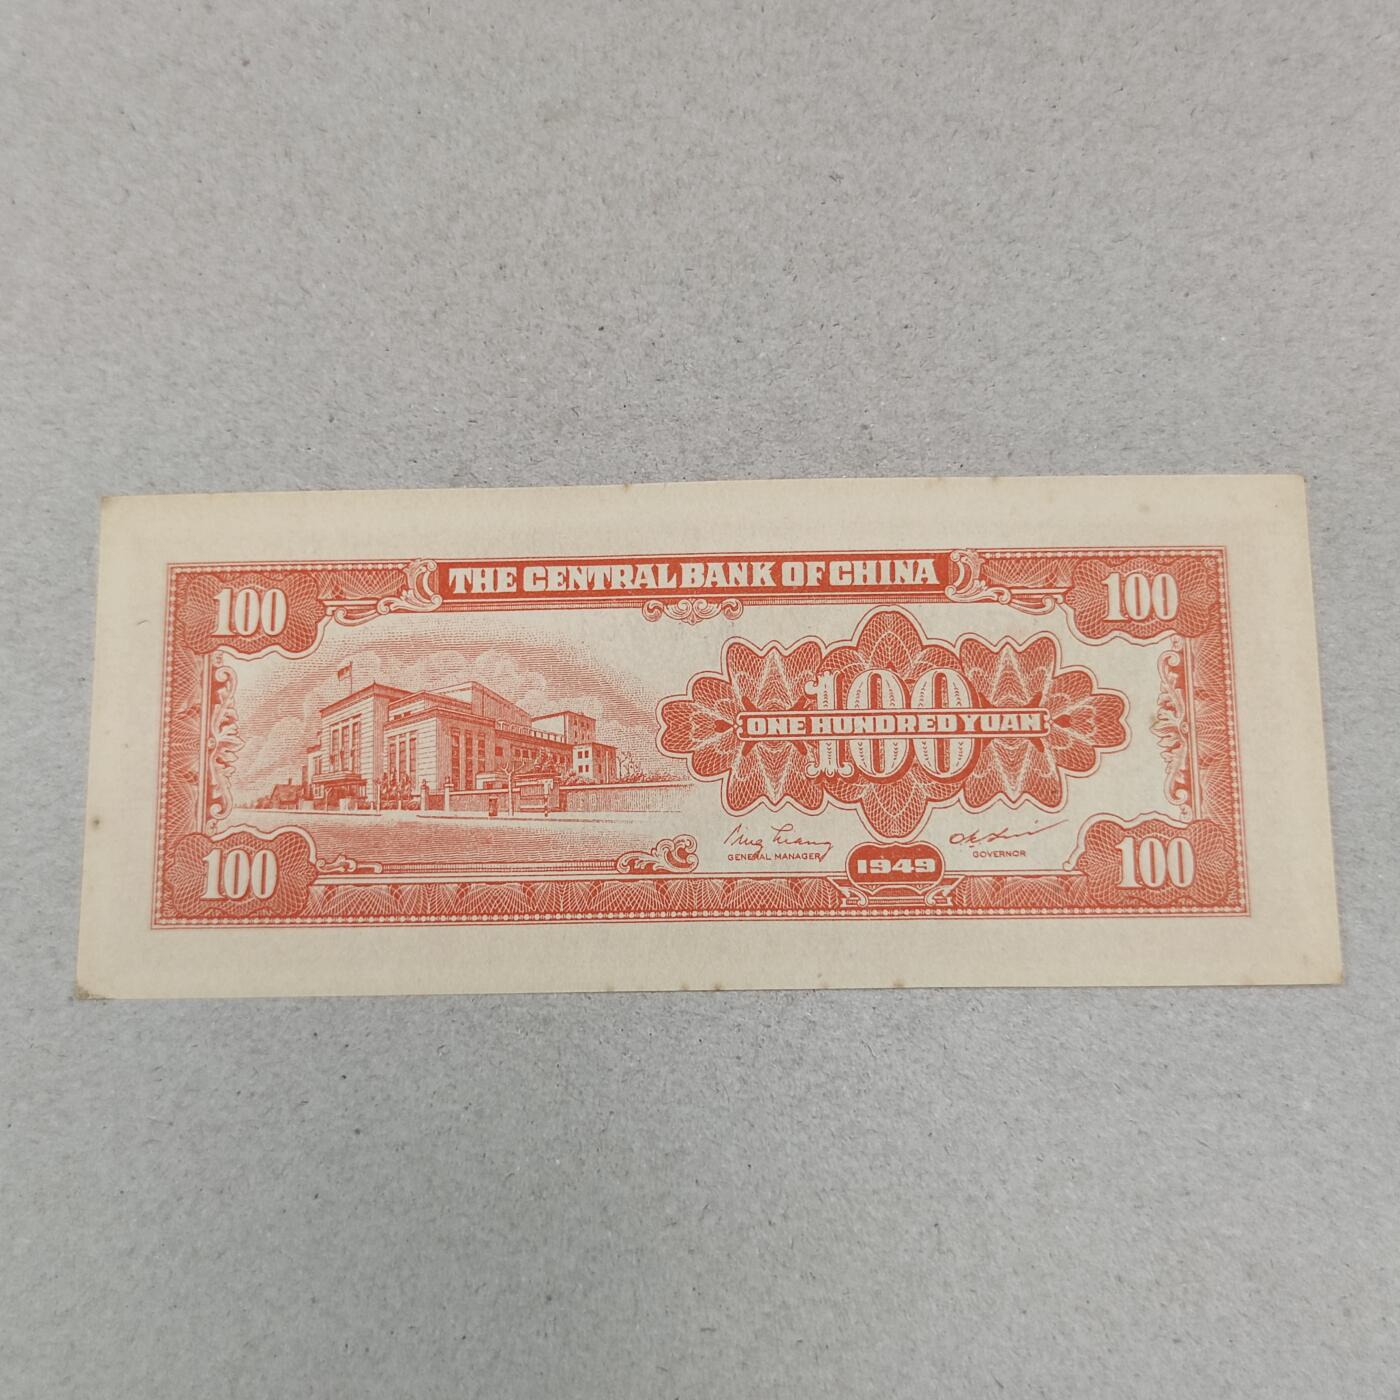 THE CENTRAL BANK OF CHINA
100
100
100
ONE HUNDRED YUAN
GENERAL MANAGER
GOVERNOR
100
1949
100